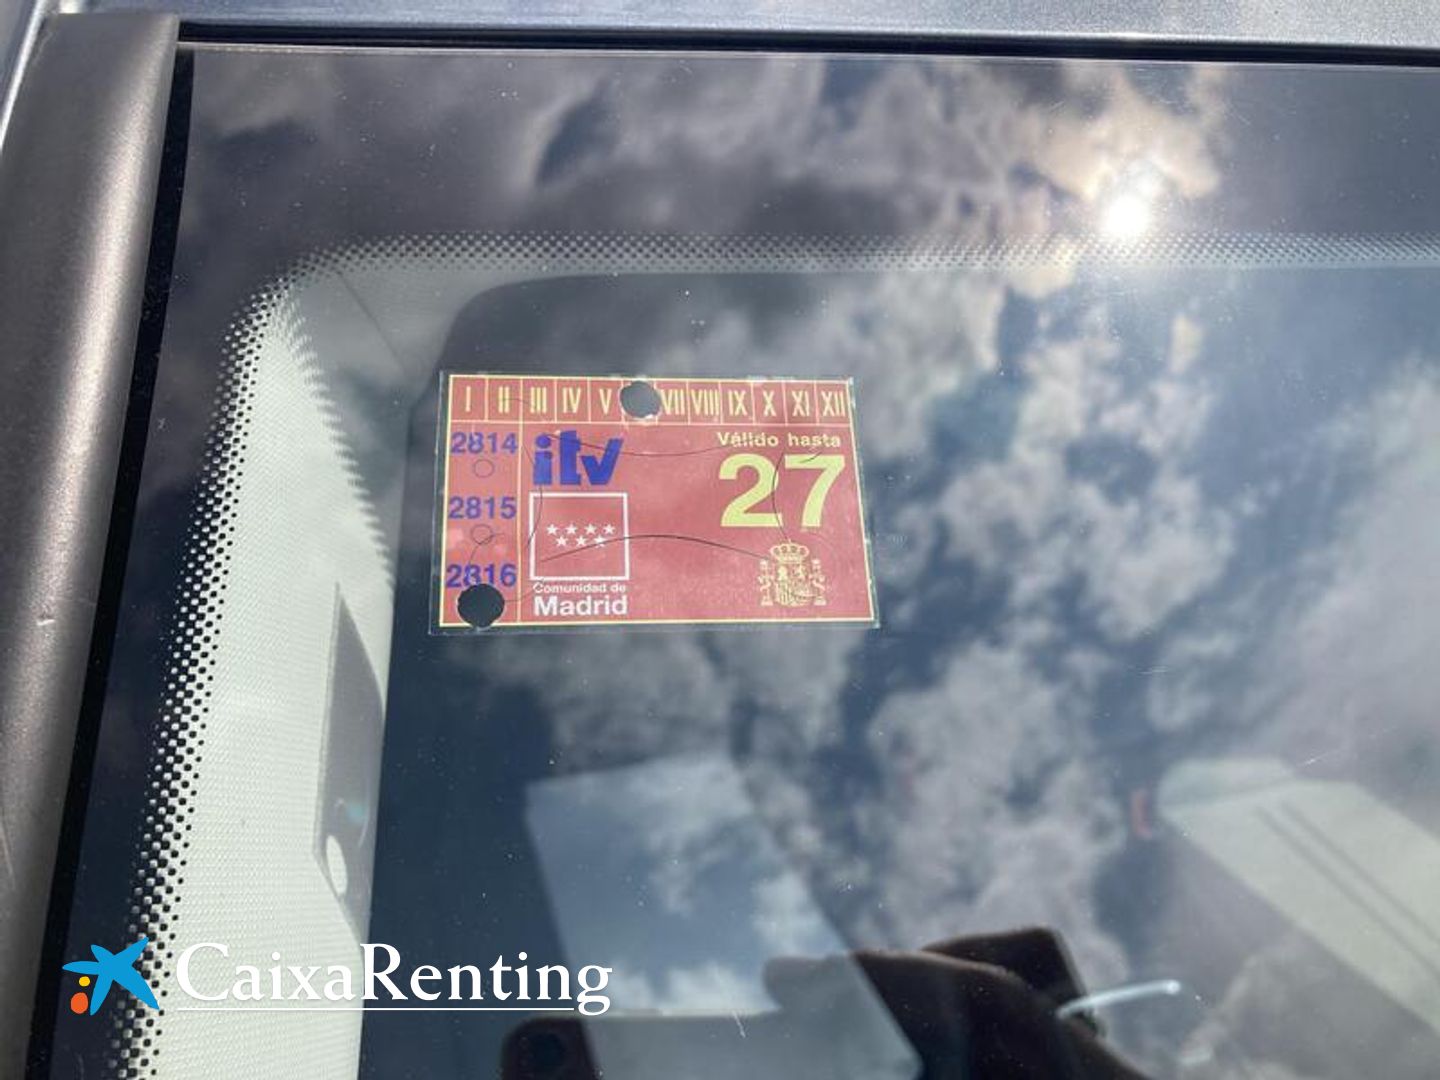 I II III IV V VII VIII IX X XI XII
2814 itv Válido hasta
27
2815
2816
Comunidad de
Madrid
CaixaRenting